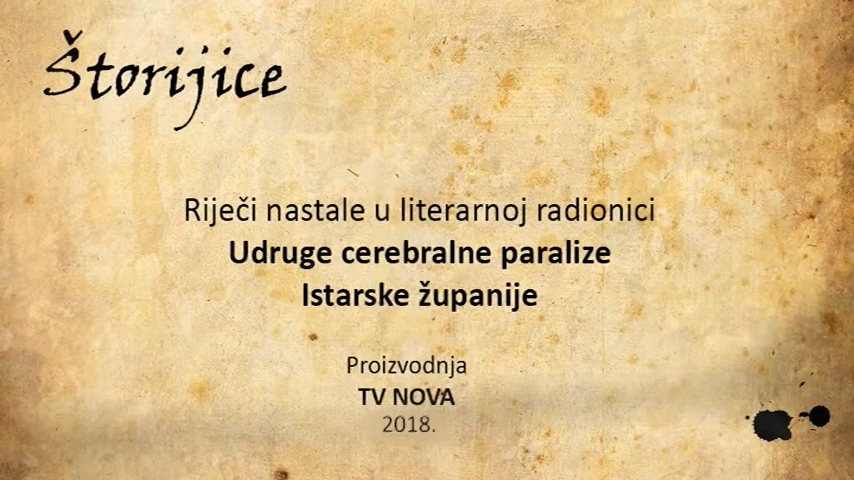 Štorijice
Riječi nastale u literarnoj radionici
Udruge cerebralne paralize
Istarske županije
Proizvodnja
TV NOVA
2018.